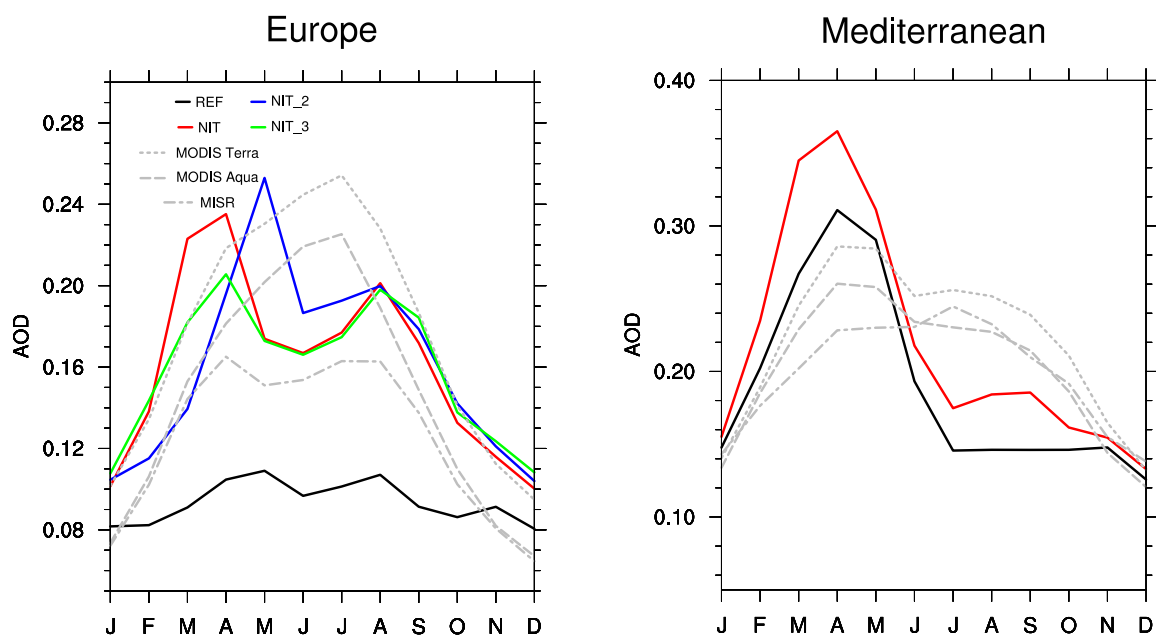 Europe
Mediterranean
REF NIT_2
NIT NIT_3
MODIS Terra
MODIS Aqua
MISR
AOD
0.28
0.24
0.20
0.16
0.12
0.08
J F M A M J J A S O N D
AOD
0.40
0.30
0.20
0.10
J F M A M J J A S O N D